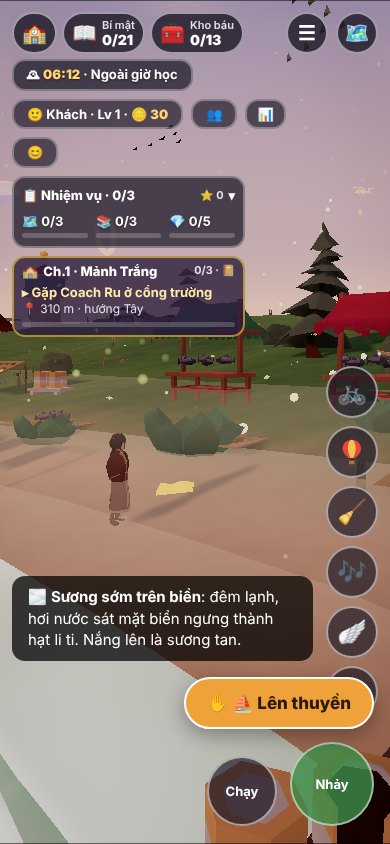 Bí mật
0/21
Kho báu
0/13
06:12 · Ngoài giờ học
Khách · Lv 1 · 30
Nhiệm vụ · 0/3
0 ▾
0/3
0/3
0/5
Ch.1 · Mảnh Trắng
0/3 ·
▸ Gặp Coach Ru ở cổng trường
310 m · hướng Tây
Sương sớm trên biển: đêm lạnh,
hơi nước sát mặt biển ngưng thành
hạt li ti. Nắng lên là sương tan.
Lên thuyền
Chạy
Nhảy